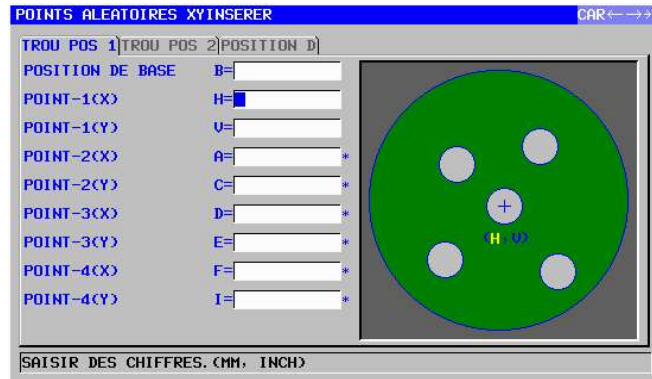 POINTS ALEATOIRES XYINSERER CAR←→→
TROU POS 1 TROU POS 2 POSITION D
POSITION DE BASE B=
POINT-1(X) H=
POINT-1(Y) V=
POINT-2(X) A= *
POINT-2(Y) C= *
POINT-3(X) D= *
POINT-3(Y) E= *
POINT-4(X) F= *
POINT-4(Y) I= *
(H,V)
SAISIR DES CHIFFRES.(MM, INCH)